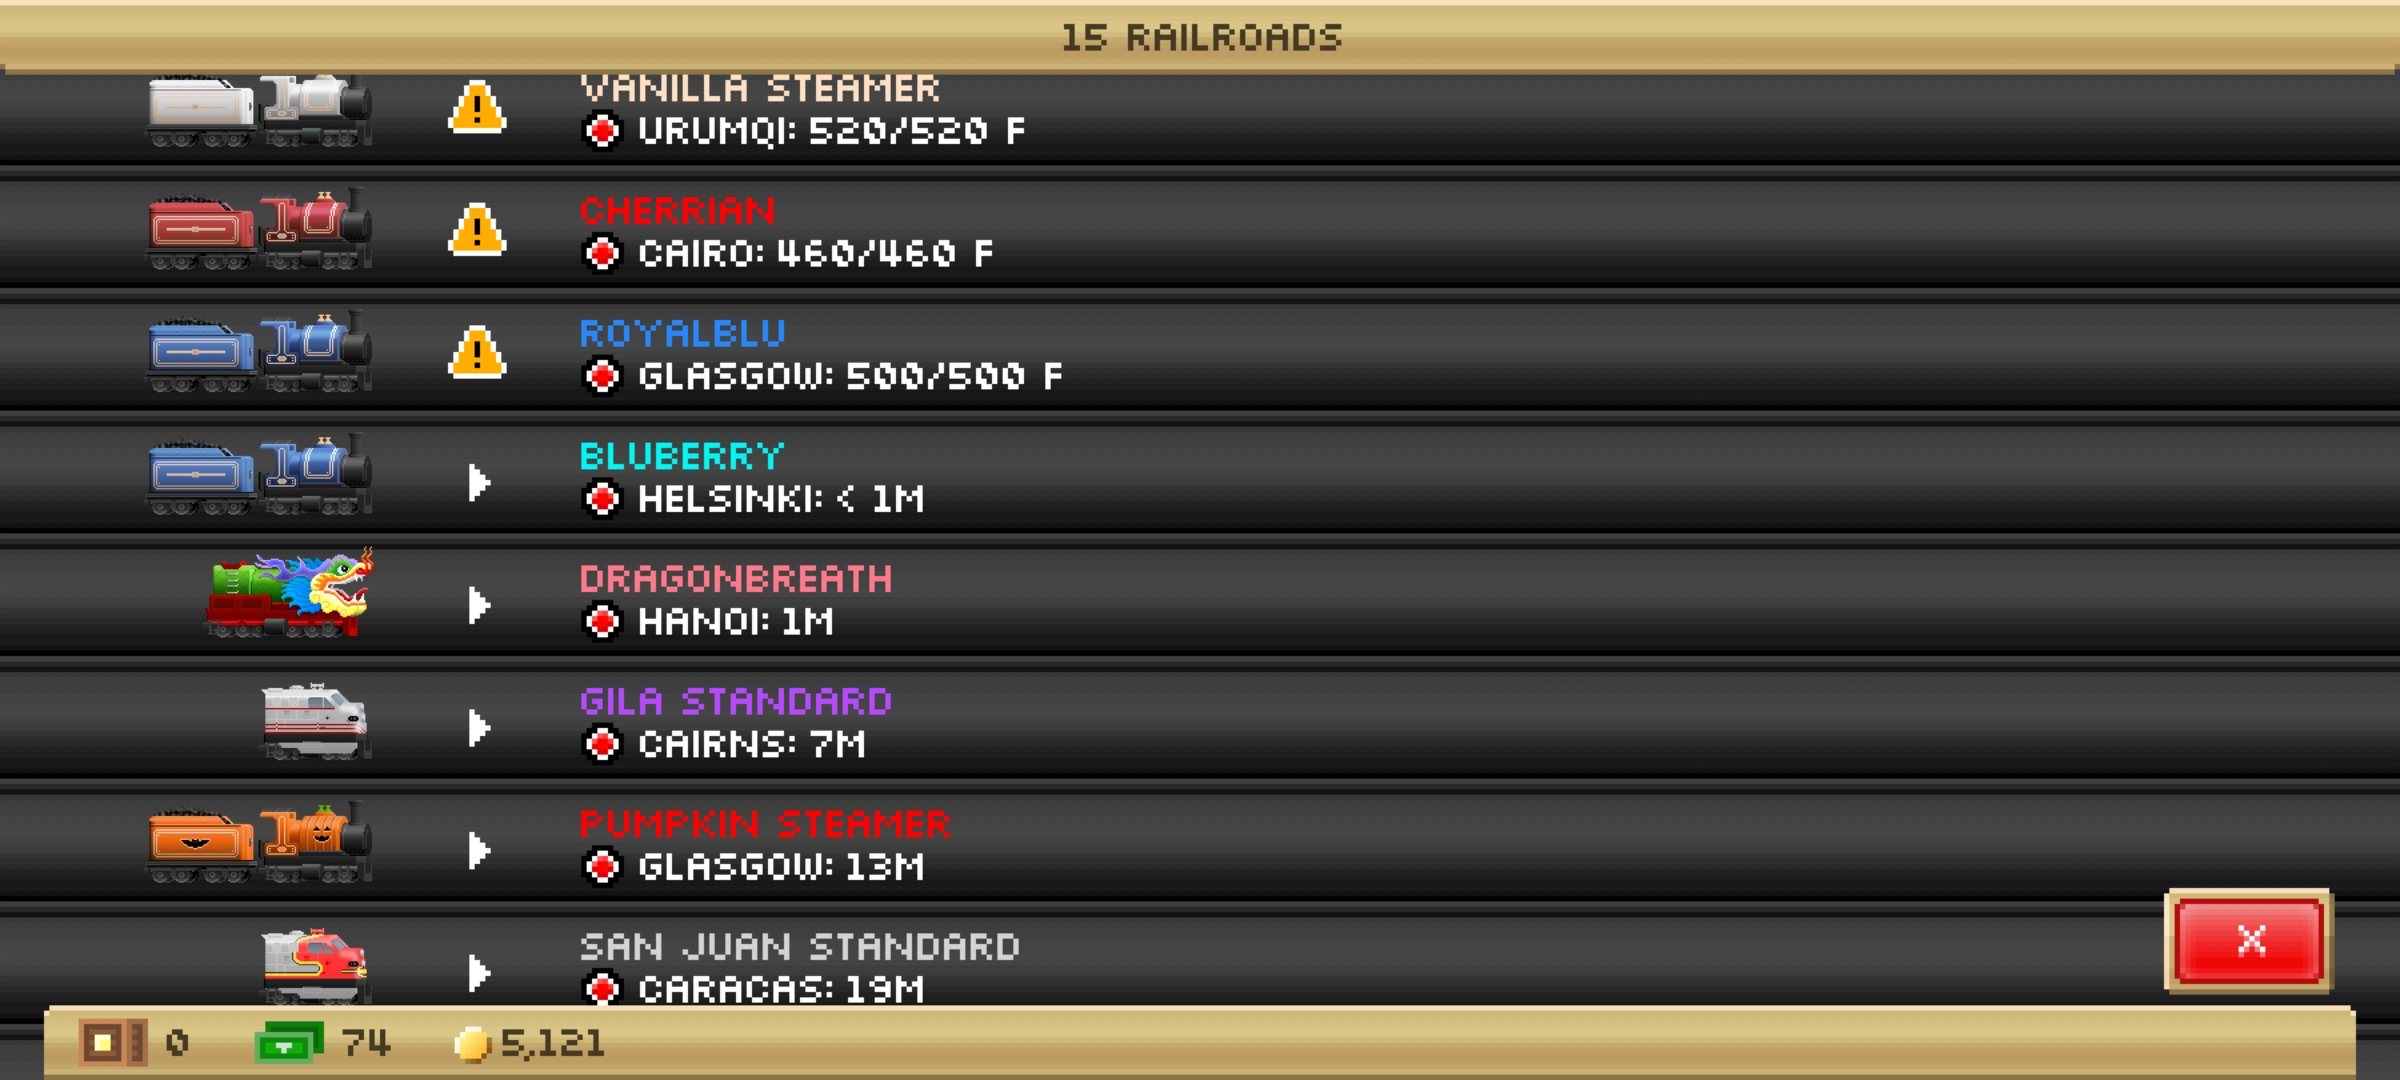 15 RAILROADS
VANILLA STEAMER
URUMQI: 520/520 F
CHERRIAN
CAIRO: 460/460 F
ROYALBLU
GLASGOW: 500/500 F
BLUBERRY
HELSINKI: < 1M
DRAGONBREATH
HANOI: 1M
GILA STANDARD
CAIRNS: 7M
PUMPKIN STEAMER
GLASGOW: 13M
SAN JUAN STANDARD
CARACAS: 19M
X
0 74 5,121